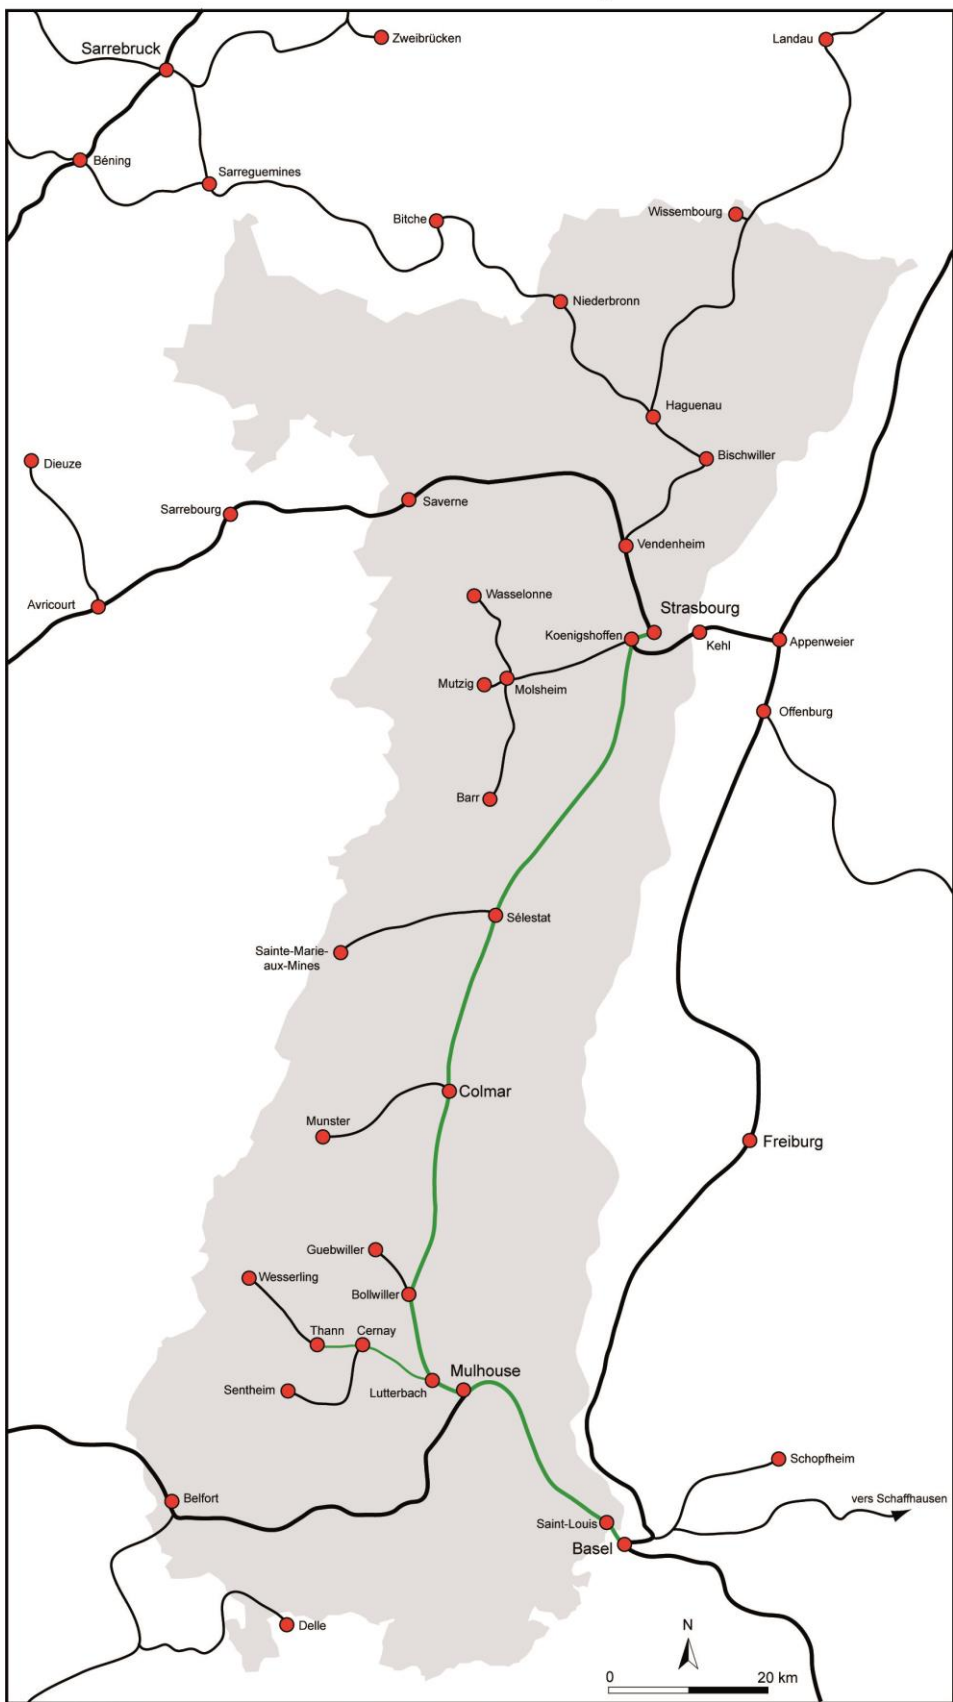 Zweibrücken
Landau
Sarrebruck
Béning
Sarreguemines
Bitche
Wissembourg
Niederbronn
Haguenau
Bischwiller
Dieuze
Saverne
Sarrebourg
Vendenheim
Wasselonne
Avricourt
Strasbourg
Koenigshoffen
Kehl
Appenweier
Mutzig
Molsheim
Offenburg
Barr
Sélestat
Sainte-Marie-
aux-Mines
Colmar
Munster
Freiburg
Guebwiller
Wesserling
Bollwiller
Thann
Cernay
Mulhouse
Sentheim
Lutterbach
Schopfheim
Belfort
vers Schaffhausen
Saint-Louis
Basel
Delle
N
0
20 km